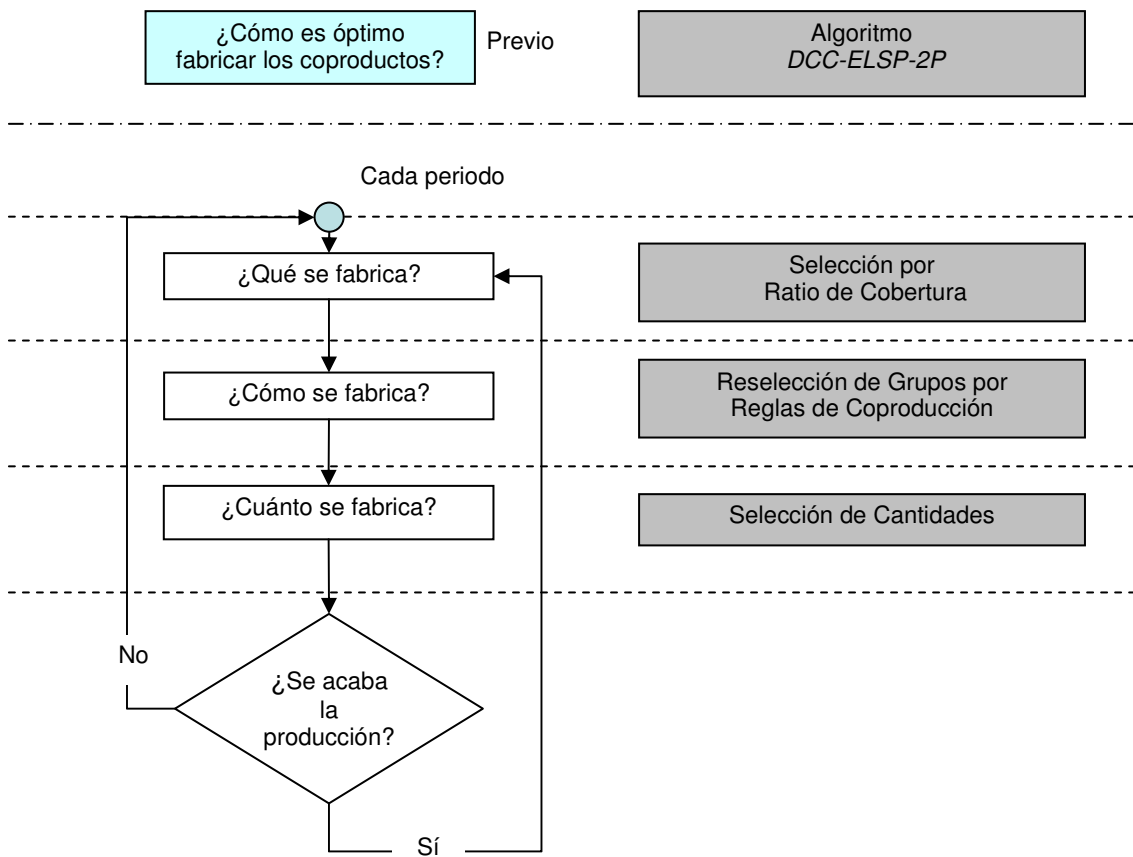 ¿Cómo es óptimo
fabricar los coproductos?
Previo
Algoritmo
DCC-ELSP-2P
Cada periodo
¿Qué se fabrica?
Selección por
Ratio de Cobertura
¿Cómo se fabrica?
Reselección de Grupos por
Reglas de Coproducción
¿Cuánto se fabrica?
Selección de Cantidades
No
¿Se acaba
la
producción?
Sí